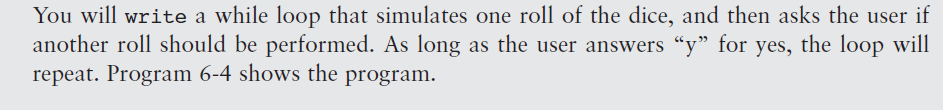 You will write a while loop that simulates one roll of the dice, and then asks the user if
another roll should be performed. As long as the user answers “y” for yes, the loop will
repeat. Program 6-4 shows the program.